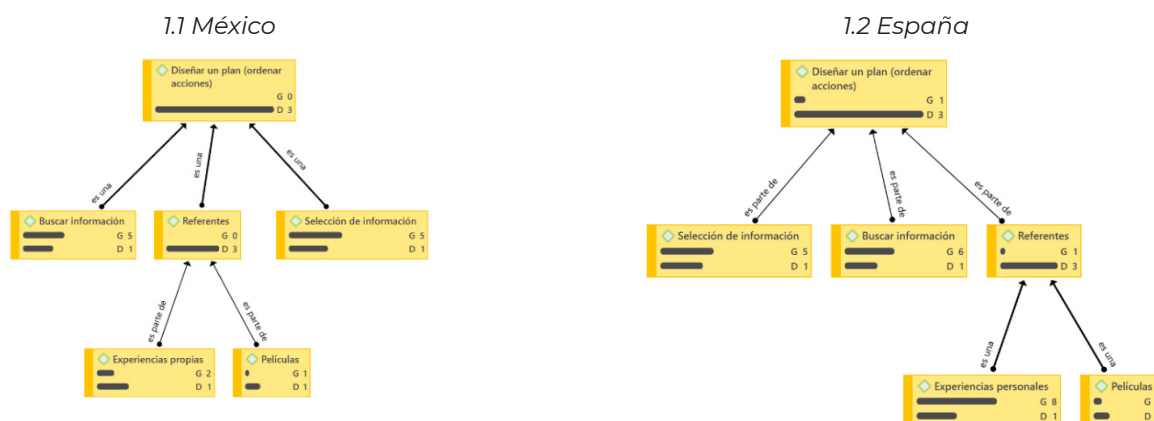 1.1 México
Diseñar un plan (ordenar
acciones)
G 0
D 3
es una
es una
es una
Buscar información
G 5
D 1
Referentes
G 0
D 3
Selección de información
G 5
D 1
es parte de
es parte de
Experiencias propias
G 2
D 1
Películas
G 1
D 1
1.2 España
Diseñar un plan (ordenar
acciones)
G 1
D 3
es parte de
es parte de
es parte de
Selección de información
G 5
D 1
Buscar información
G 6
D 1
Referentes
G 1
D 3
es una
es una
Experiencias personales
G 8
D 1
Películas
G
D